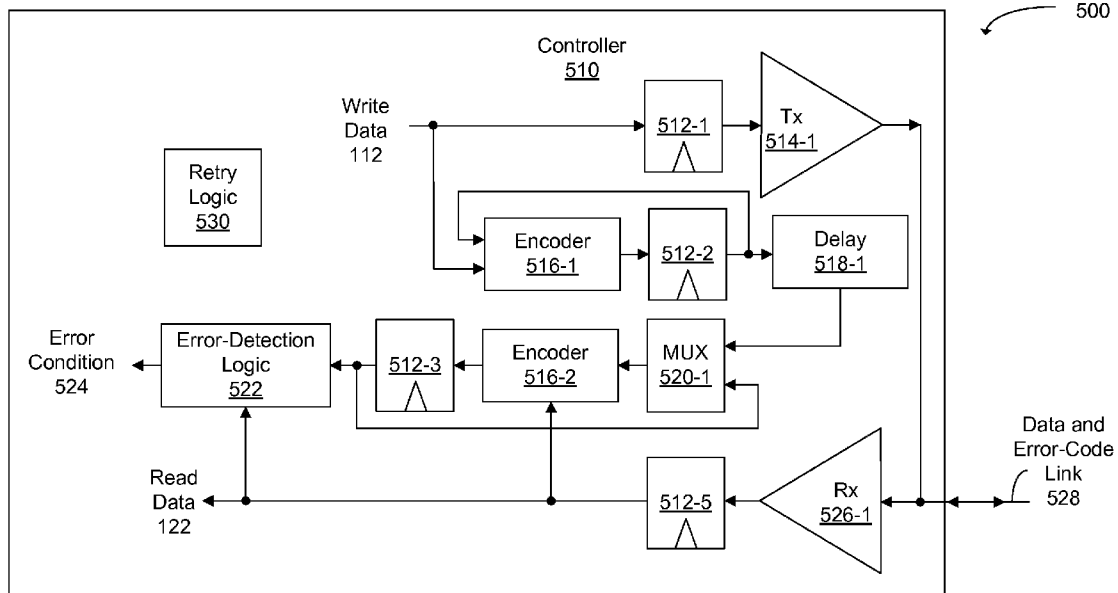 500
Controller
510
Write
Data
112
512-1
Tx
514-1
Retry
Logic
530
Encoder
516-1
512-2
Delay
518-1
Error
Condition
524
Error-Detection
Logic
522
512-3
Encoder
516-2
MUX
520-1
Read
Data
122
512-5
Rx
526-1
Data and
Error-Code
Link
528